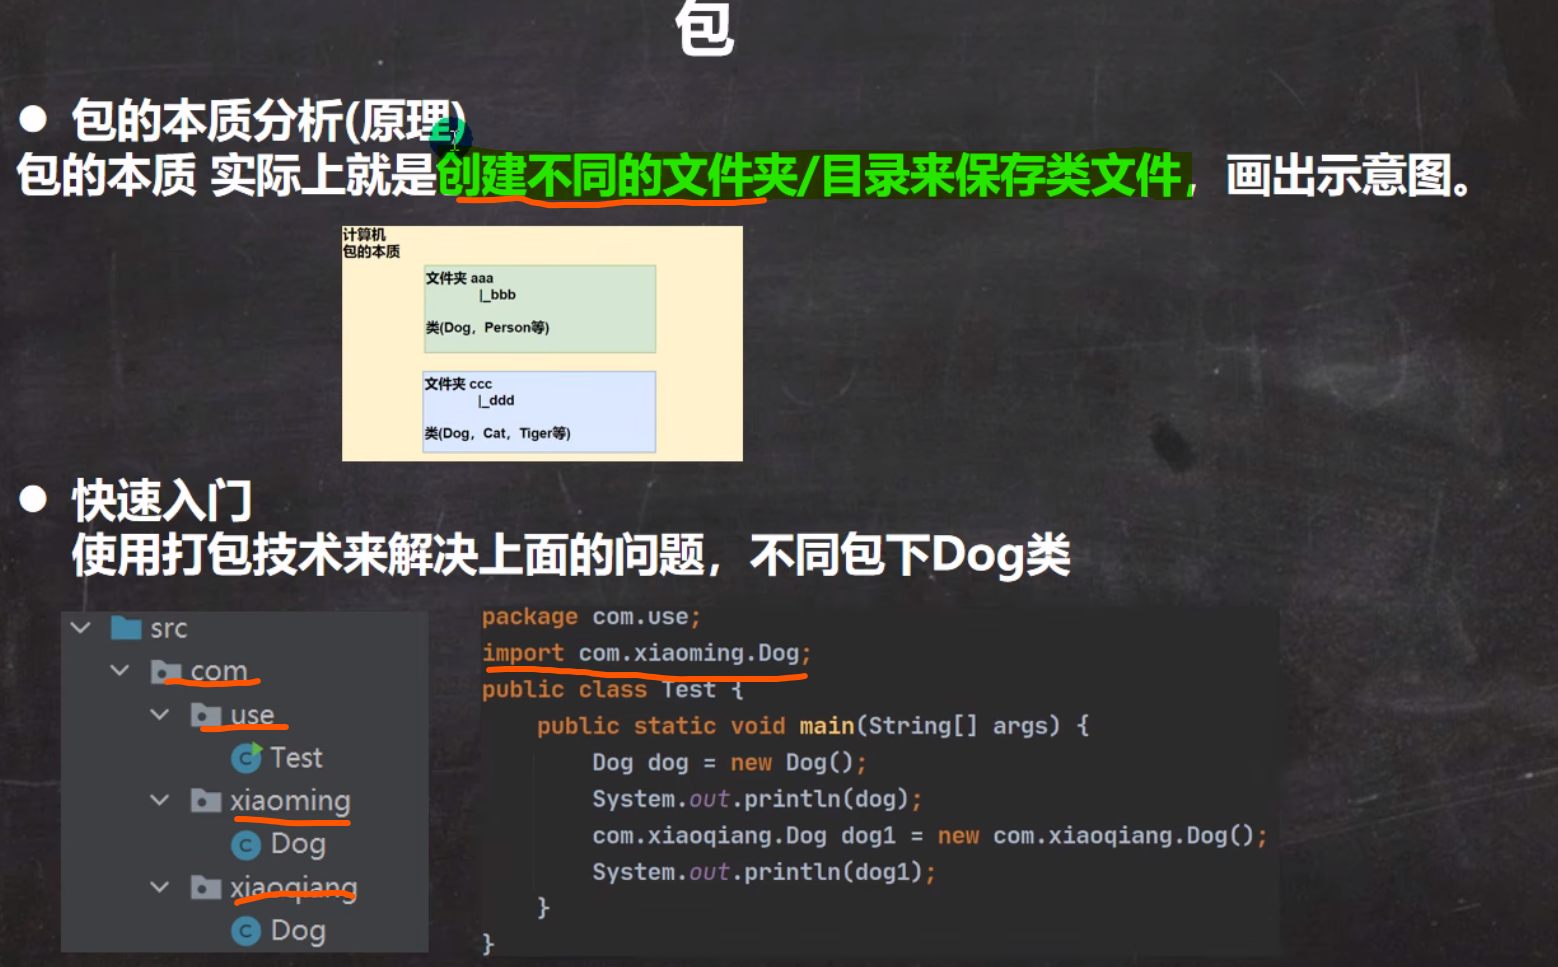 包
● 包的本质分析(原理)
包的本质 实际上就是创建不同的文件夹/目录来保存类文件，画出示意图。
计算机
包的本质
文件夹 aaa
|_bbb
类(Dog，Person等)
文件夹 ccc
|_ddd
类(Dog，Cat，Tiger等)
● 快速入门
使用打包技术来解决上面的问题，不同包下Dog类
src
com
use
Test
xiaoming
Dog
xiaoqiang
Dog
package com.use;
import com.xiaoming.Dog;
public class Test {
public static void main(String[] args) {
Dog dog = new Dog();
System.out.println(dog);
com.xiaoqiang.Dog dog1 = new com.xiaoqiang.Dog();
System.out.println(dog1);
}
}